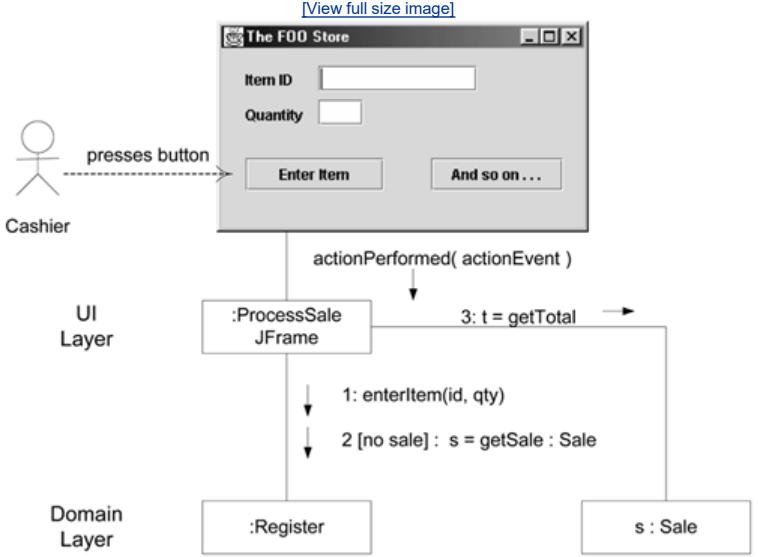 [View full size image]
The FOO Store
Item ID
Quantity
presses button
Enter Item
And so on . . .
Cashier
actionPerformed( actionEvent )
UI
Layer
:ProcessSale
JFrame
3: t = getTotal
1: enterItem(id, qty)
2 [no sale] : s = getSale : Sale
Domain
Layer
:Register
s : Sale